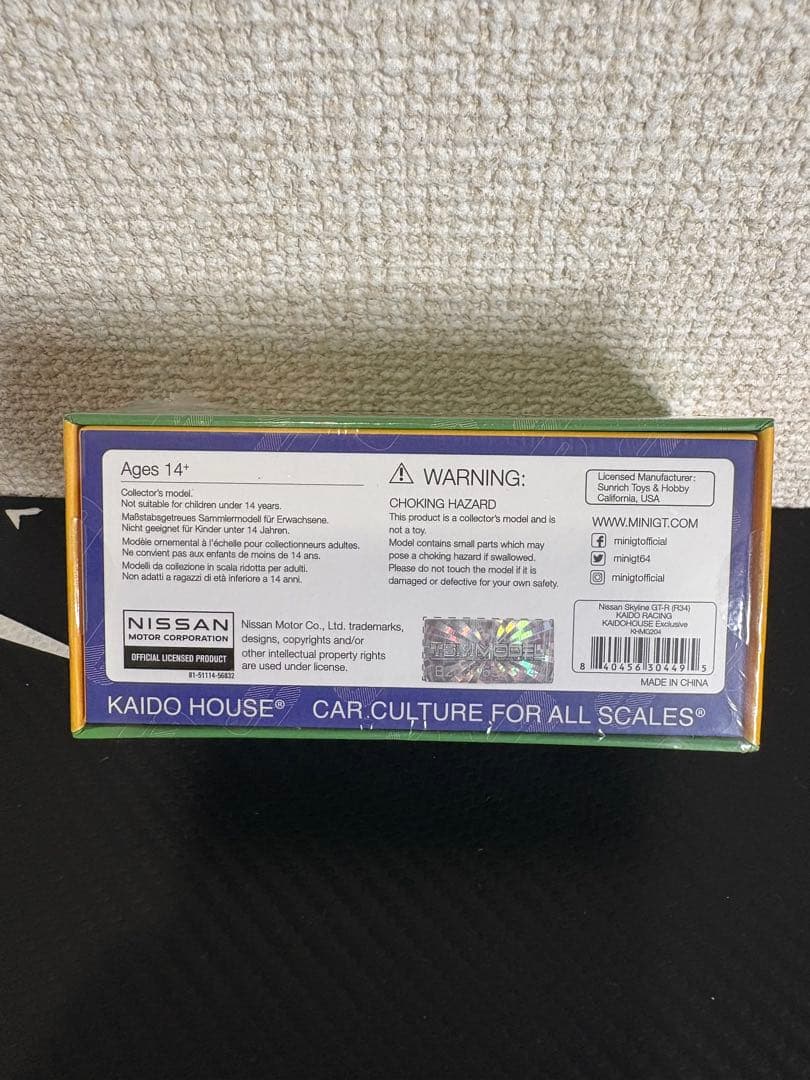 Ages 14+
Collector's model.
Not suitable for children under 14 years.
Maßstabsgetreues Sammlermodell für Erwachsene.
Nicht geeignet für Kinder unter 14 Jahren.
Modèle ornemental à l'échelle pour collectionneurs adultes.
Ne convient pas aux enfants de moins de 14 ans.
Modelli da collezione in scala ridotta per adulti.
Non adatti a ragazzi di età inferiore a 14 anni.
⚠ WARNING:
CHOKING HAZARD
This product is a collector's model and is
not a toy.
Model contains small parts which may
pose a choking hazard if swallowed.
Please do not touch the model if it is
damaged or defective for your own safety.
Licensed Manufacturer:
Sunrich Toys & Hobby
California, USA
WWW.MINIGT.COM
minigtofficial
minigt64
minigtofficial
NISSAN
MOTOR CORPORATION
OFFICIAL LICENSED PRODUCT
81-51114-56832
Nissan Motor Co., Ltd. trademarks,
designs, copyrights and/or
other intellectual property rights
are used under license.
TSM MODEL
Nissan Skyline GT-R (R34)
KAIDO RACING
KAIDOHOUSE Exclusive
KHMG204
8 40456 30449 5
MADE IN CHINA
KAIDO HOUSE® CAR CULTURE FOR ALL SCALES®